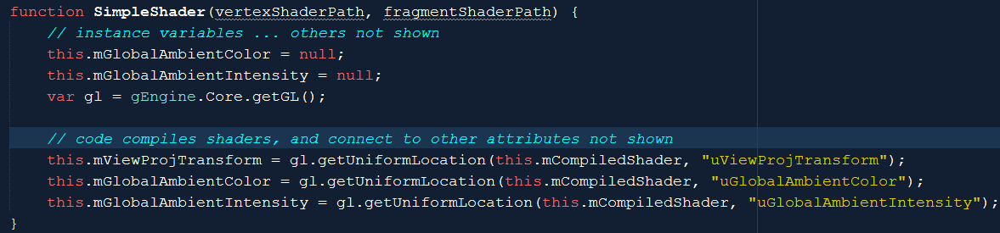 function SimpleShader(vertexShaderPath, fragmentShaderPath) {
// instance variables ... others not shown
this.mGlobalAmbientColor = null;
this.mGlobalAmbientIntensity = null;
var gl = gEngine.Core.getGL();
// code compiles shaders, and connect to other attributes not shown
this.mViewProjTransform = gl.getUniformLocation(this.mCompiledShader, "uViewProjTransform");
this.mGlobalAmbientColor = gl.getUniformLocation(this.mCompiledShader, "uGlobalAmbientColor");
this.mGlobalAmbientIntensity = gl.getUniformLocation(this.mCompiledShader, "uGlobalAmbientIntensity");
}